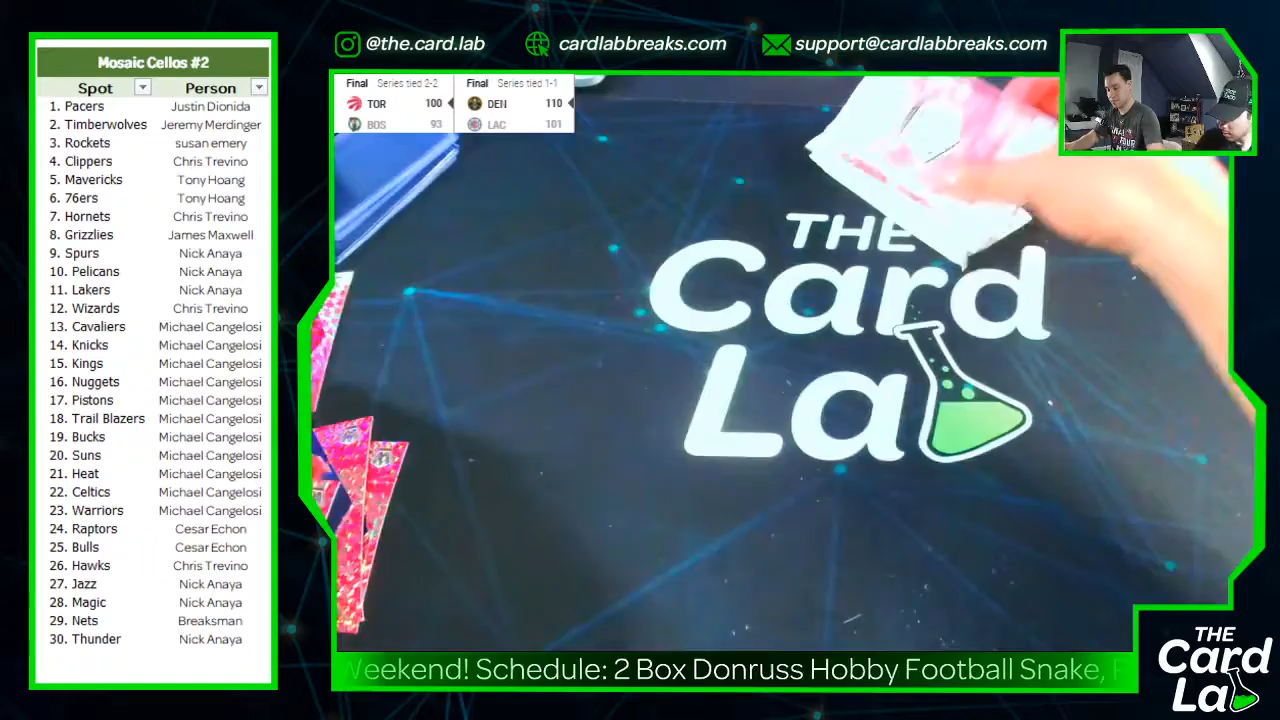 Mosaic Cellos #2
Spot Person
1. Pacers Justin Dionida
2. Timberwolves Jeremy Merdinger
3. Rockets susan emery
4. Clippers Chris Trevino
5. Mavericks Tony Hoang
6. 76ers Tony Hoang
7. Hornets Chris Trevino
8. Grizzlies James Maxwell
9. Spurs Nick Anaya
10. Pelicans Nick Anaya
11. Lakers Nick Anaya
12. Wizards Chris Trevino
13. Cavaliers Michael Cangelosi
14. Knicks Michael Cangelosi
15. Kings Michael Cangelosi
16. Nuggets Michael Cangelosi
17. Pistons Michael Cangelosi
18. Trail Blazers Michael Cangelosi
19. Bucks Michael Cangelosi
20. Suns Michael Cangelosi
21. Heat Michael Cangelosi
22. Celtics Michael Cangelosi
23. Warriors Michael Cangelosi
24. Raptors Cesar Echon
25. Bulls Cesar Echon
26. Hawks Chris Trevino
27. Jazz Nick Anaya
28. Magic Nick Anaya
29. Nets Breaksman
30. Thunder Nick Anaya
@the.card.lab cardlabbreaks.com support@cardlabbreaks.com
Final Series tied 2-2 Final Series tied 1-1
TOR 100 DEN 110
BOS 93 LAC 101
THE
Card
Lab
Weekend! Schedule: 2 Box Donruss Hobby Football Snake,
THE
Card
Lab